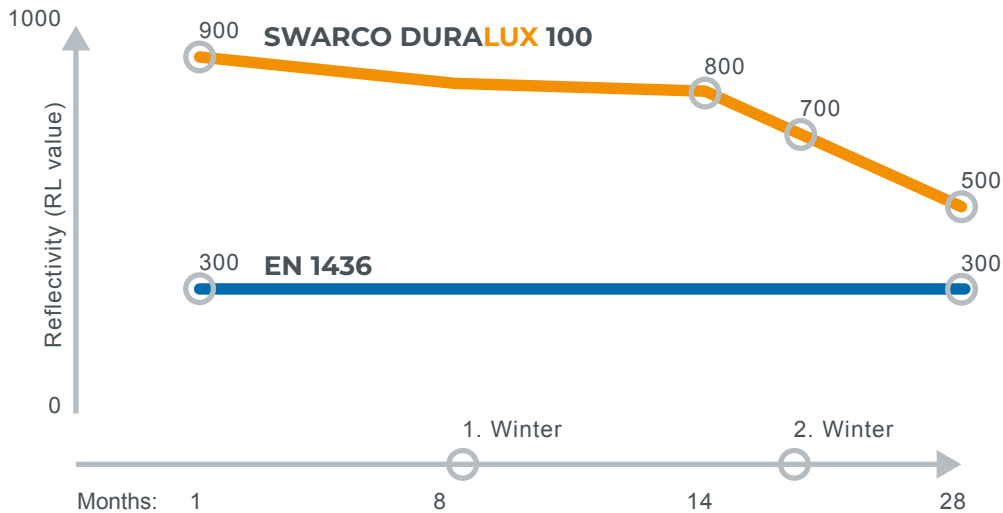 1000
900
SWARCO DURALUX 100
800
700
500
Reflectivity (RL value)
300
EN 1436
300
0
1. Winter
2. Winter
Months: 1 8 14 28